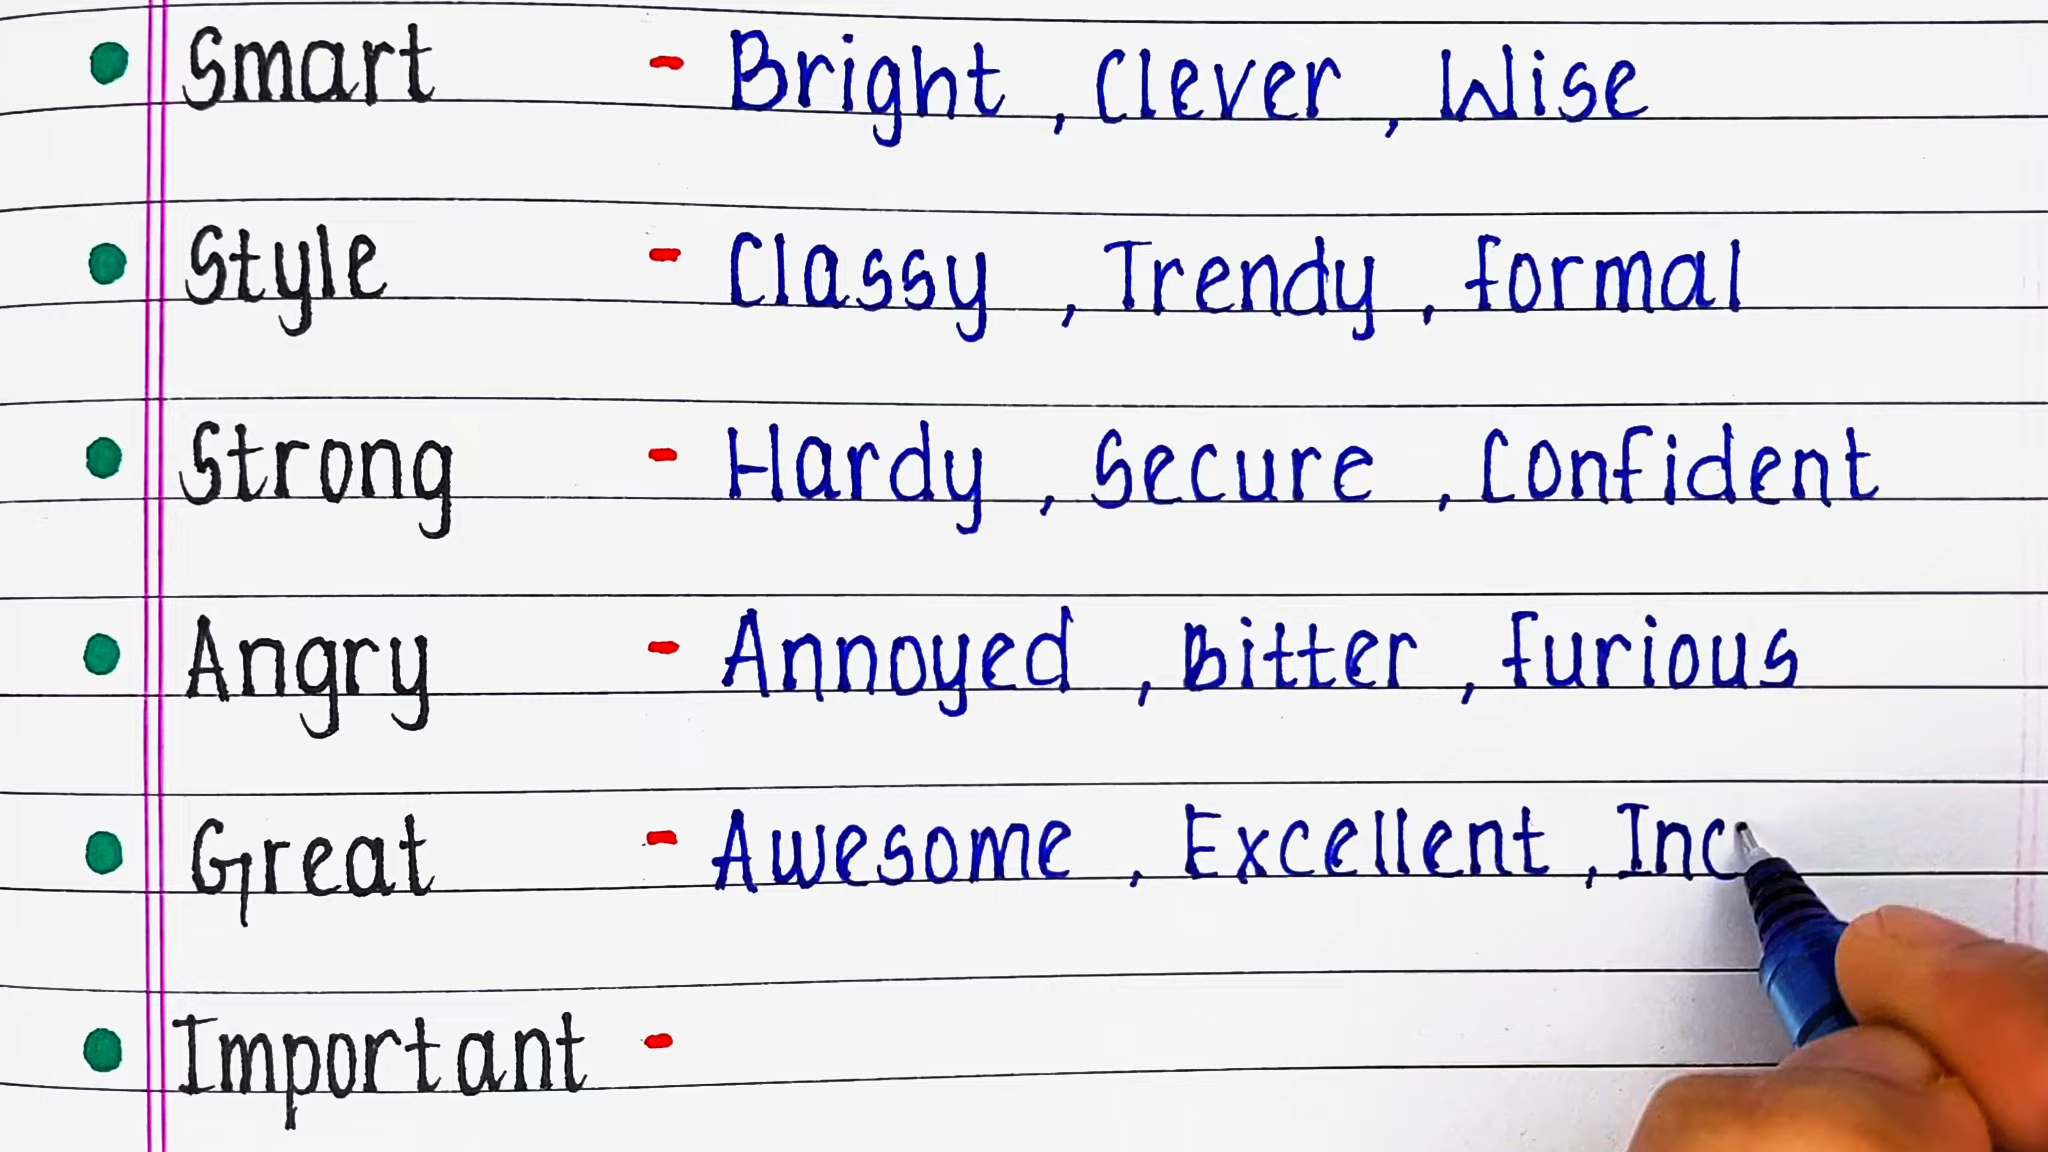 Smart - Bright , Clever , Wise
Style - Classy , Trendy , formal
Strong - Hardy , Secure , Confident
Angry - Annoyed , Bitter , furious
Great - Awesome , Excellent , Inc
Important -